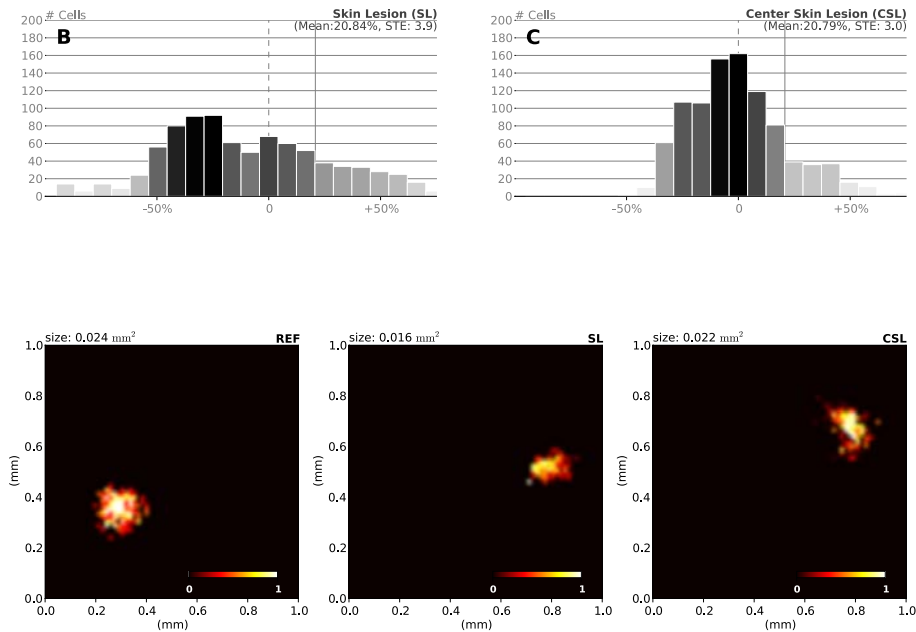 # Cells
Skin Lesion (SL)
(Mean:20.84%, STE: 3.9)
B
200
180
160
140
120
100
80
60
40
20
0
-50%
0
+50%
# Cells
Center Skin Lesion (CSL)
(Mean:20.79%, STE: 3.0)
C
200
180
160
140
120
100
80
60
40
20
0
-50%
0
+50%
size: 0.024 mm²
REF
1.0
0.8
0.6
0.4
0.2
0.0
(mm)
0 1
0.0 0.2 0.4 0.6 0.8 1.0
(mm)
size: 0.016 mm²
SL
1.0
0.8
0.6
0.4
0.2
0.0
(mm)
0 1
0.0 0.2 0.4 0.6 0.8 1.0
(mm)
size: 0.022 mm²
CSL
1.0
0.8
0.6
0.4
0.2
0.0
(mm)
0 1
0.0 0.2 0.4 0.6 0.8 1.0
(mm)